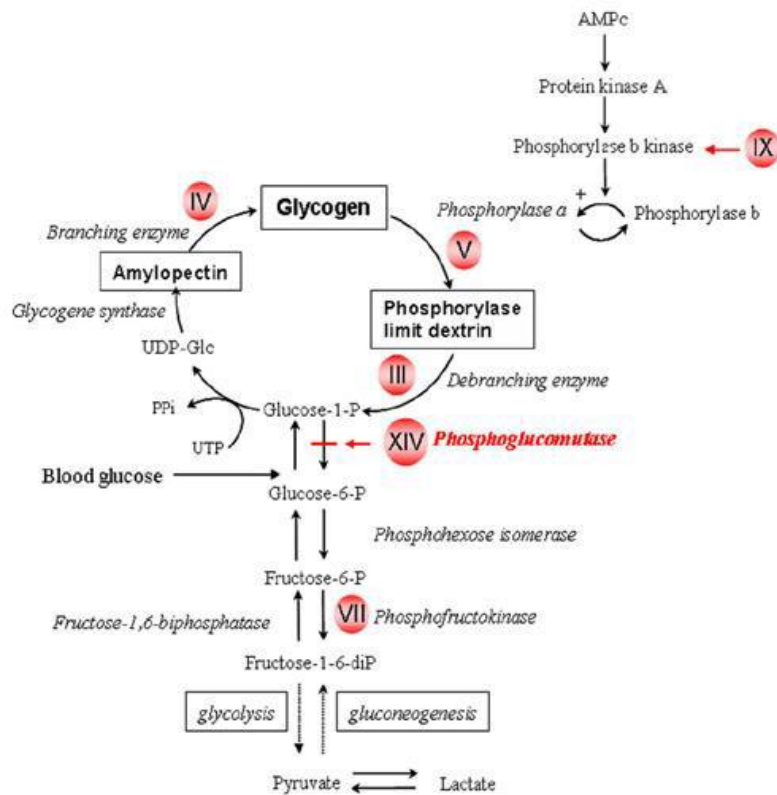 AMPc
Protein kinase A
Phosphorylase b kinase
IX
+
Phosphorylase a
Phosphorylase b
IV
Glycogen
Branching enzyme
V
Amylopectin
Glycogene synthase
Phosphorylase
limit dextrin
UDP-Glc
III
Debranching enzyme
PPi
Glucose-1-P
UTP
XIV
Phosphoglucomutase
Blood glucose
Glucose-6-P
Phosphohexose isomerase
Fructose-6-P
Fructose-1,6-biphosphatase
VII
Phosphofructokinase
Fructose-1-6-diP
glycolysis
gluconeogenesis
Pyruvate
Lactate